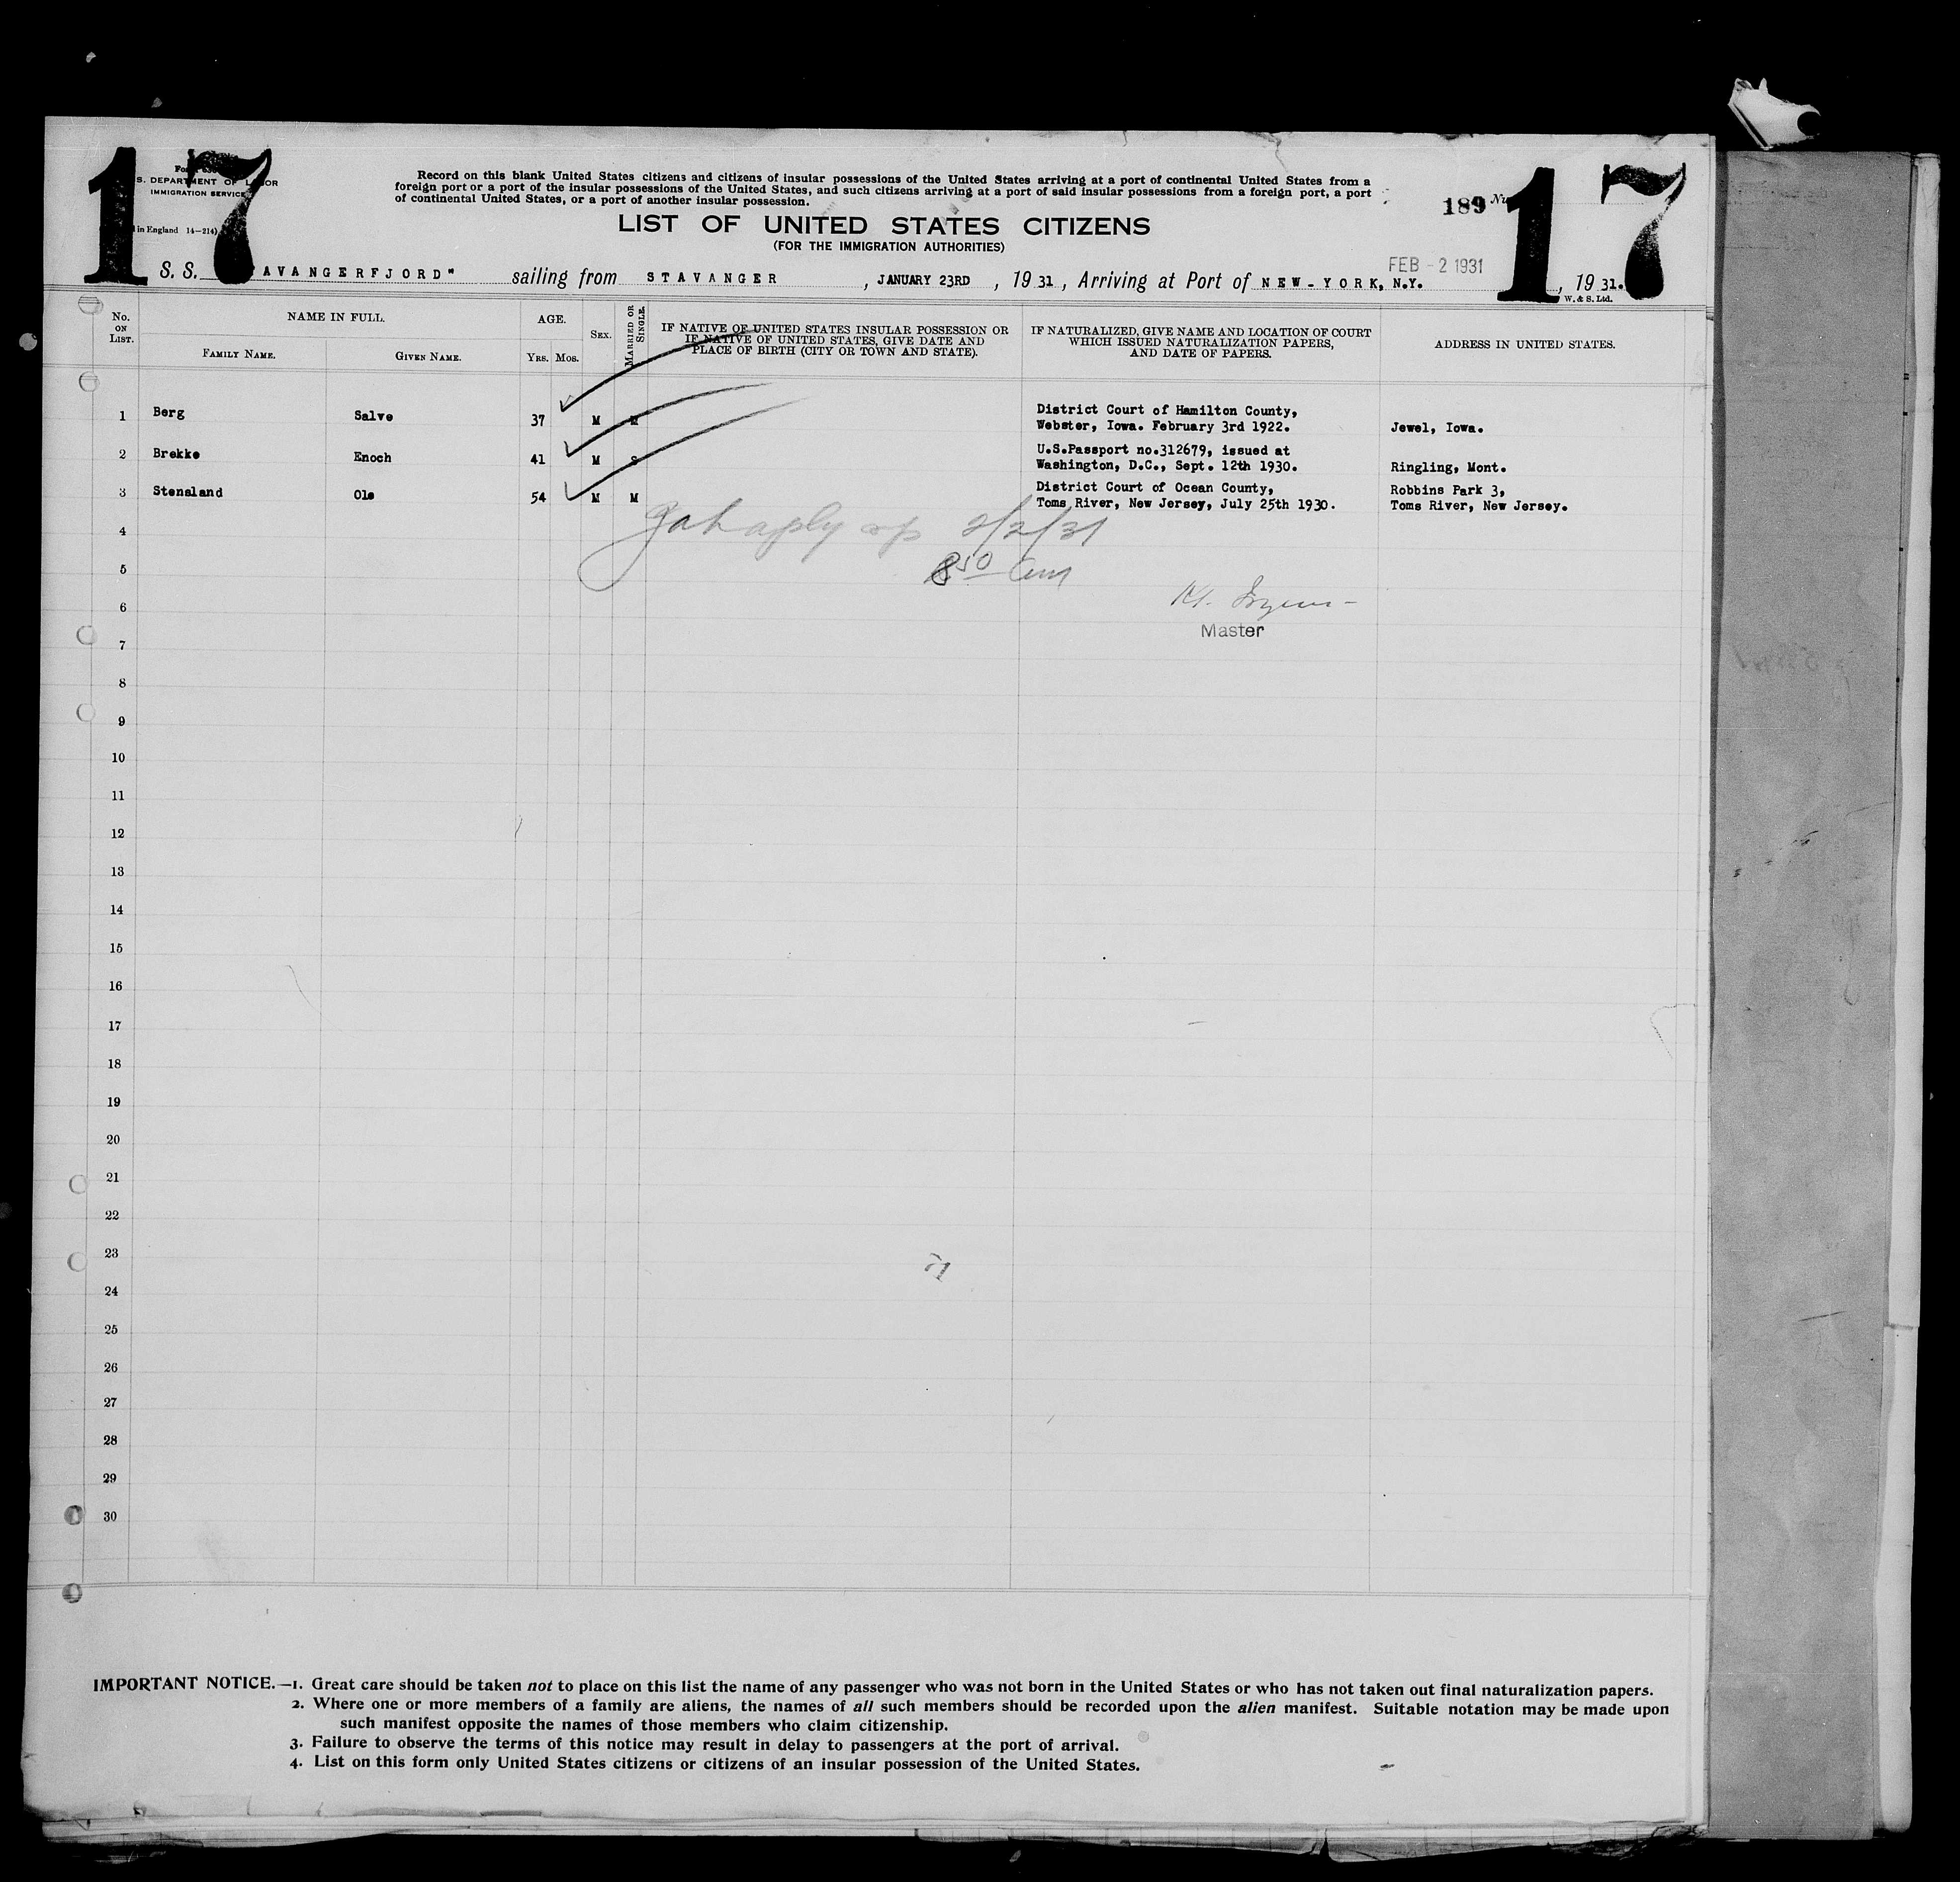 17
S. DEPARTMENT OF LABOR
IMMIGRATION SERVICE
in England 14-214)
Record on this blank United States citizens and citizens of insular possessions of the United States arriving at a port of continental United States from a
foreign port or a port of the insular possessions of the United States, and such citizens arriving at a port of said insular possessions from a foreign port, a port
of continental United States, or a port of another insular possession.
189
17
LIST OF UNITED STATES CITIZENS
(FOR THE IMMIGRATION AUTHORITIES)
FEB -2 1931
S. S. AVANGERFJORD" sailing from STAVANGER, JANUARY 23RD, 1931, Arriving at Port of NEW-YORK, N.Y., 1931.
W. & S. Ltd.
No. ON LIST.
NAME IN FULL.
FAMILY NAME.
GIVEN NAME.
AGE.
YRS. MOS.
SEX.
MARRIED OR SINGLE.
IF NATIVE OF UNITED STATES INSULAR POSSESSION OR
IF NATIVE OF UNITED STATES, GIVE DATE AND
PLACE OF BIRTH (CITY OR TOWN AND STATE).
IF NATURALIZED, GIVE NAME AND LOCATION OF COURT
WHICH ISSUED NATURALIZATION PAPERS,
AND DATE OF PAPERS.
ADDRESS IN UNITED STATES.
1 Berg Salve 37 M M District Court of Hamilton County,
Webster, Iowa. February 3rd 1922. Jewel, Iowa.
2 Brekke Enoch 41 M S U.S.Passport no.312679, issued at
Washington, D.C., Sept. 12th 1930. Ringling, Mont.
3 Stensland Ole 54 M M District Court of Ocean County, Robbins Park 3,
Toms River, New Jersey, July 25th 1930. Toms River, New Jersey.
4 2/2/31
5 8 50 am
6
Master
7
8
9
10
11
12
13
14
15
16
17
18
19
20
21
22
23
24
25
26
27
28
29
30
IMPORTANT NOTICE.—1. Great care should be taken not to place on this list the name of any passenger who was not born in the United States or who has not taken out final naturalization papers.
2. Where one or more members of a family are aliens, the names of all such members should be recorded upon the alien manifest. Suitable notation may be made upon
such manifest opposite the names of those members who claim citizenship.
3. Failure to observe the terms of this notice may result in delay to passengers at the port of arrival.
4. List on this form only United States citizens or citizens of an insular possession of the United States.